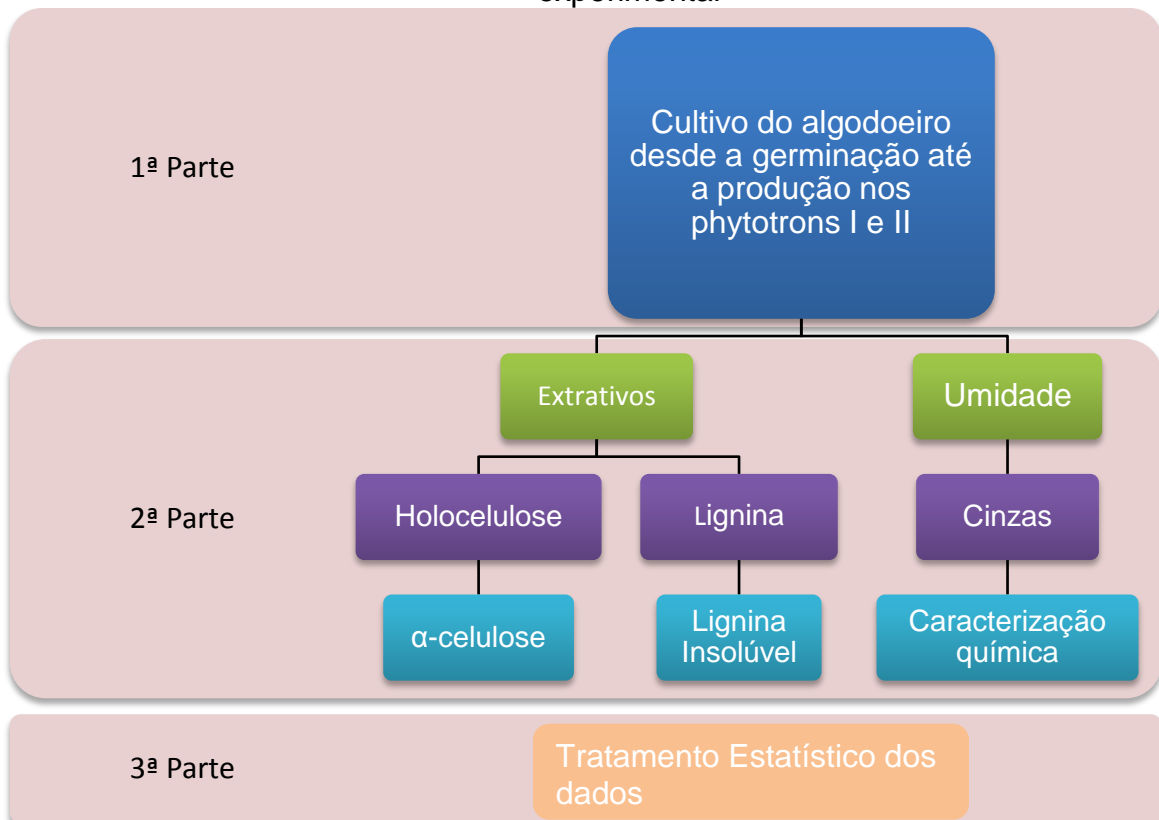 experimental
1ª Parte
Cultivo do algodoeiro
desde a germinação até
a produção nos
phytotrons I e II
2ª Parte
Extrativos
Umidade
Holocelulose
Lignina
Cinzas
α-celulose
Lignina
Insolúvel
Caracterização
química
3ª Parte
Tratamento Estatístico dos
dados